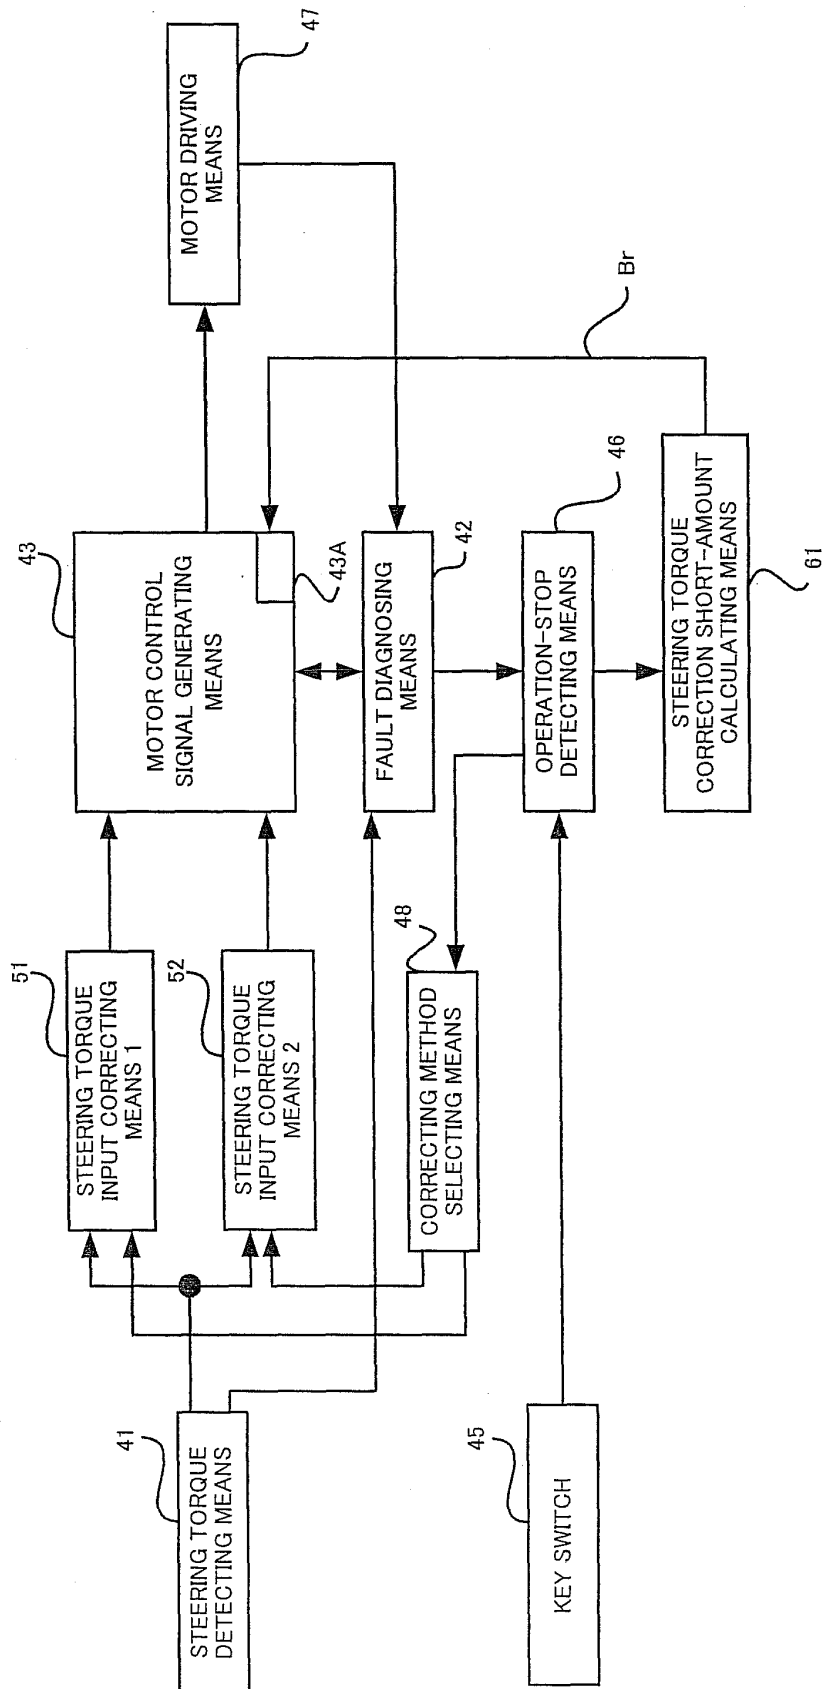 41
STEERING TORQUE
DETECTING MEANS
51
STEERING TORQUE
INPUT CORRECTING
MEANS 1
52
STEERING TORQUE
INPUT CORRECTING
MEANS 2
43
MOTOR CONTROL
SIGNAL GENERATING
MEANS
43A
47
MOTOR DRIVING
MEANS
42
FAULT DIAGNOSING
MEANS
48
CORRECTING METHOD
SELECTING MEANS
45
KEY SWITCH
46
OPERATION-STOP
DETECTING MEANS
Br
STEERING TORQUE
CORRECTION SHORT-AMOUNT
CALCULATING MEANS
61